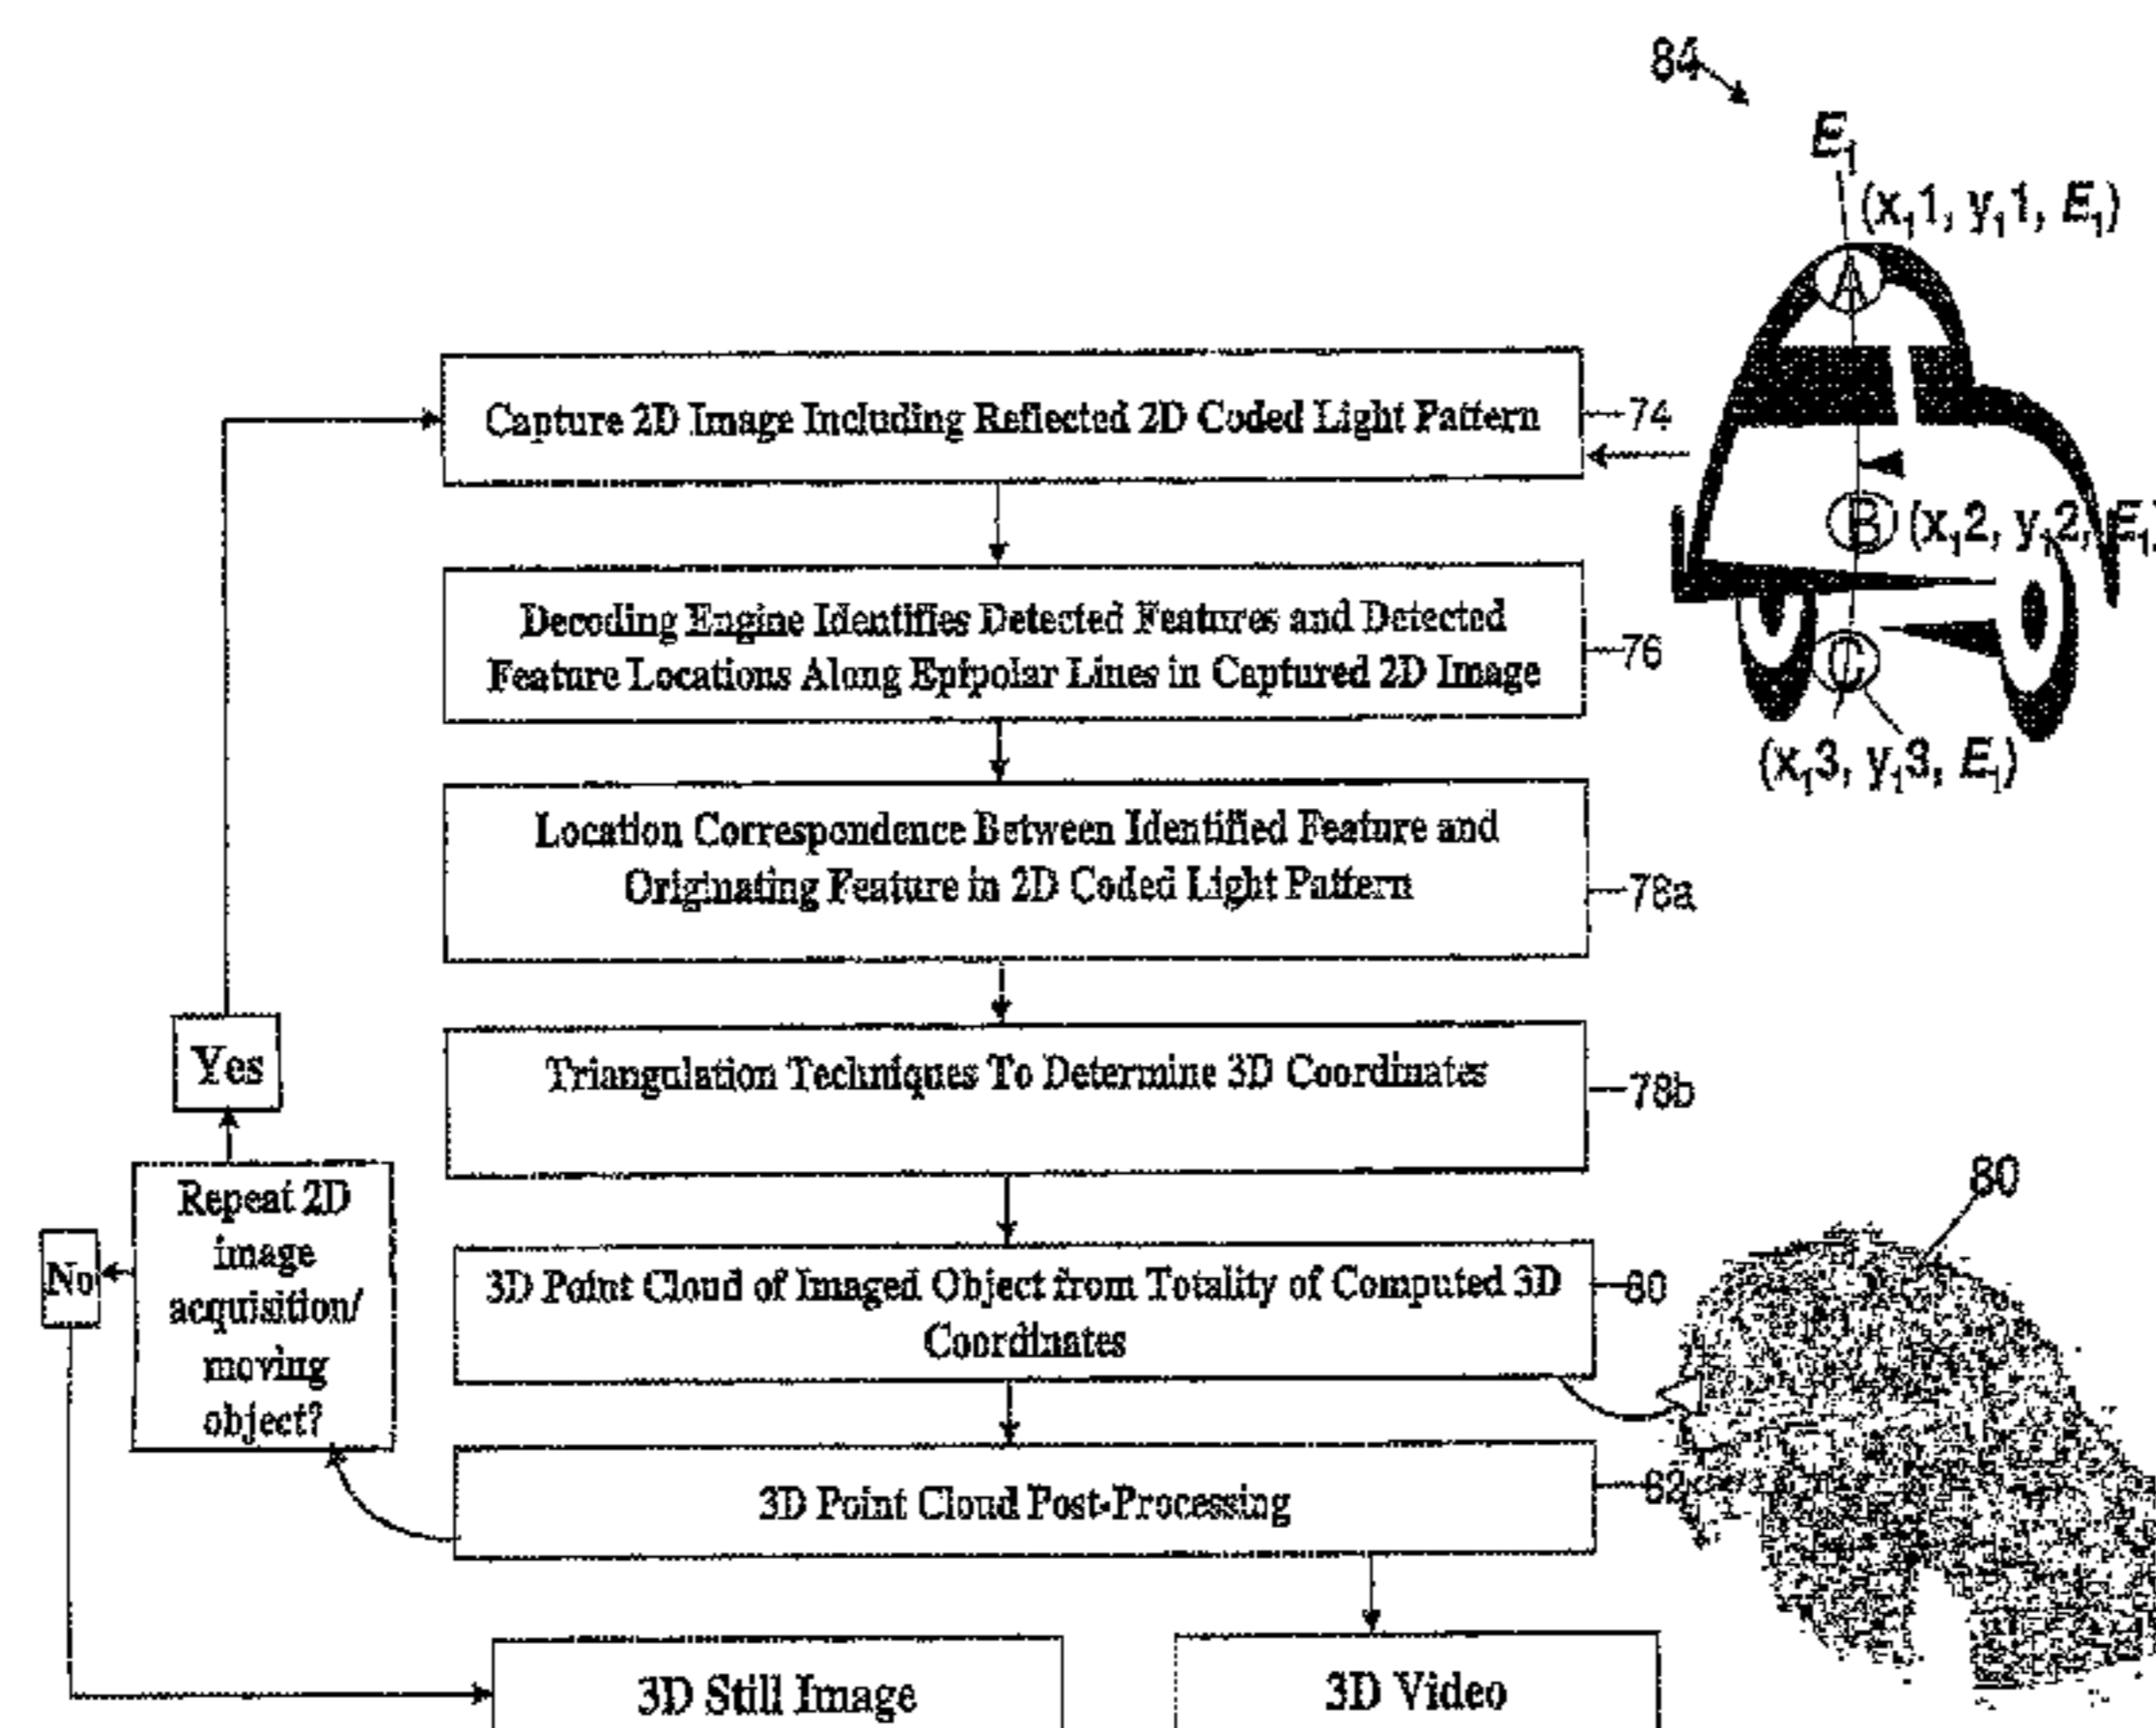 84
E₁
(x₁1, y₁1, E₁)
A
Capture 2D Image Including Reflected 2D Coded Light Pattern
74
B
(x₁2, y₁2, E₁)
Decoding Engine Identifies Detected Features and Detected
Feature Locations Along Epipolar Lines in Captured 2D Image
76
C
(x₁3, y₁3, E₁)
Location Correspondence Between Identified Feature and
Originating Feature in 2D Coded Light Pattern
78a
Yes
Triangulation Techniques To Determine 3D Coordinates
78b
Repeat 2D
image
acquisition/
moving
object?
No
80
3D Point Cloud of Imaged Object from Totality of Computed 3D
Coordinates
80
3D Point Cloud Post-Processing
82
3D Still Image
3D Video